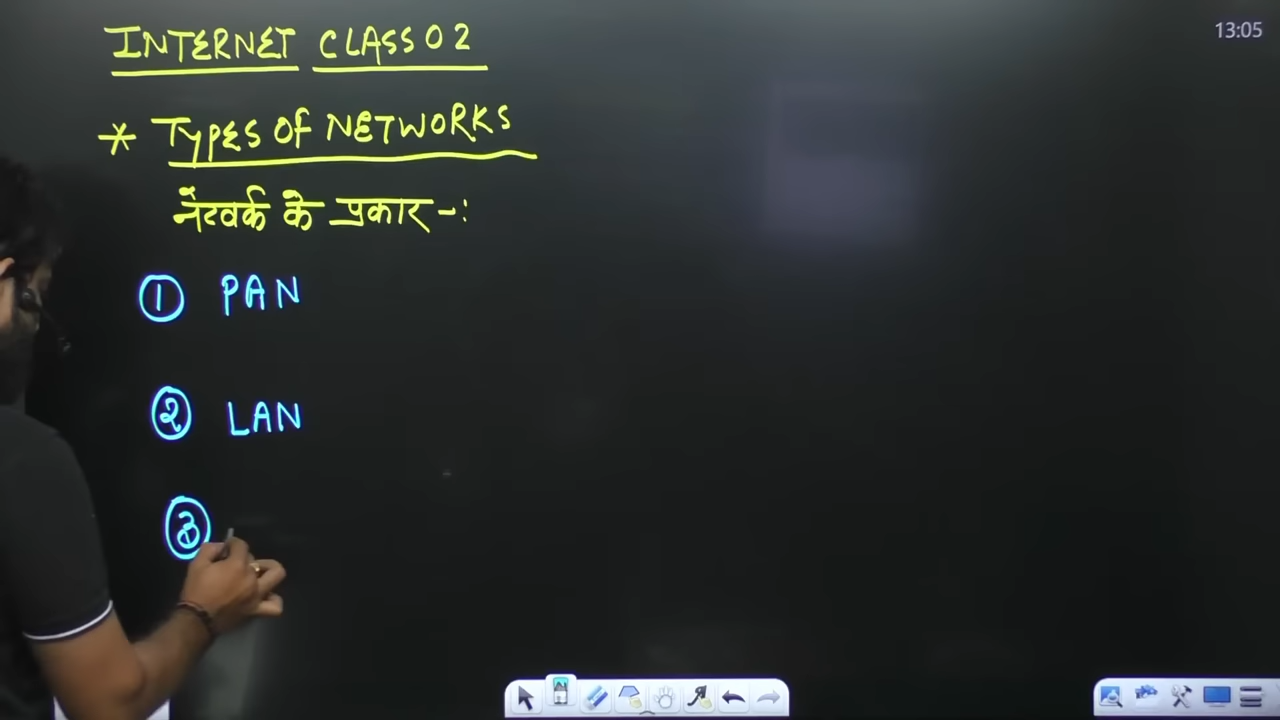 13:05
INTERNET CLASS 02
* TYPES OF NETWORKS
नेटवर्क के प्रकार -:
① PAN
② LAN
③